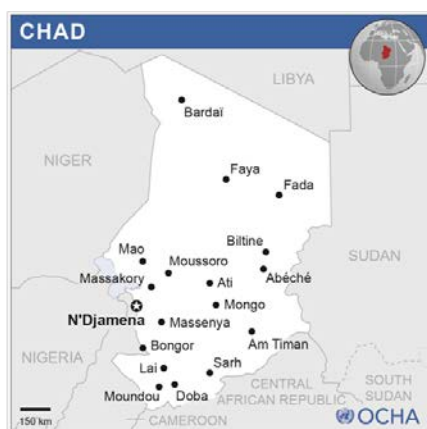 CHAD
LIBYA
Bardaï
NIGER
Faya
Fada
Biltine
Mao
Moussoro
SUDAN
Massakory
Ati
Abéché
N'Djamena
Mongo
Massenya
Am Timan
NIGERIA
Bongor
Lai
Sarh
Moundou
Doba
CENTRAL
AFRICAN REPUBLIC
SOUTH
SUDAN
CAMEROON
150 km
OCHA